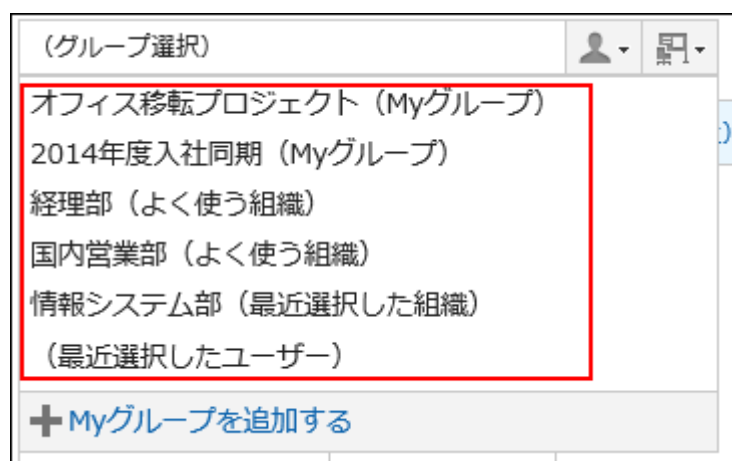 （グループ選択）
オフィス移転プロジェクト（Myグループ）
2014年度入社同期（Myグループ）
経理部（よく使う組織）
国内営業部（よく使う組織）
情報システム部（最近選択した組織）
（最近選択したユーザー）
Myグループを追加する